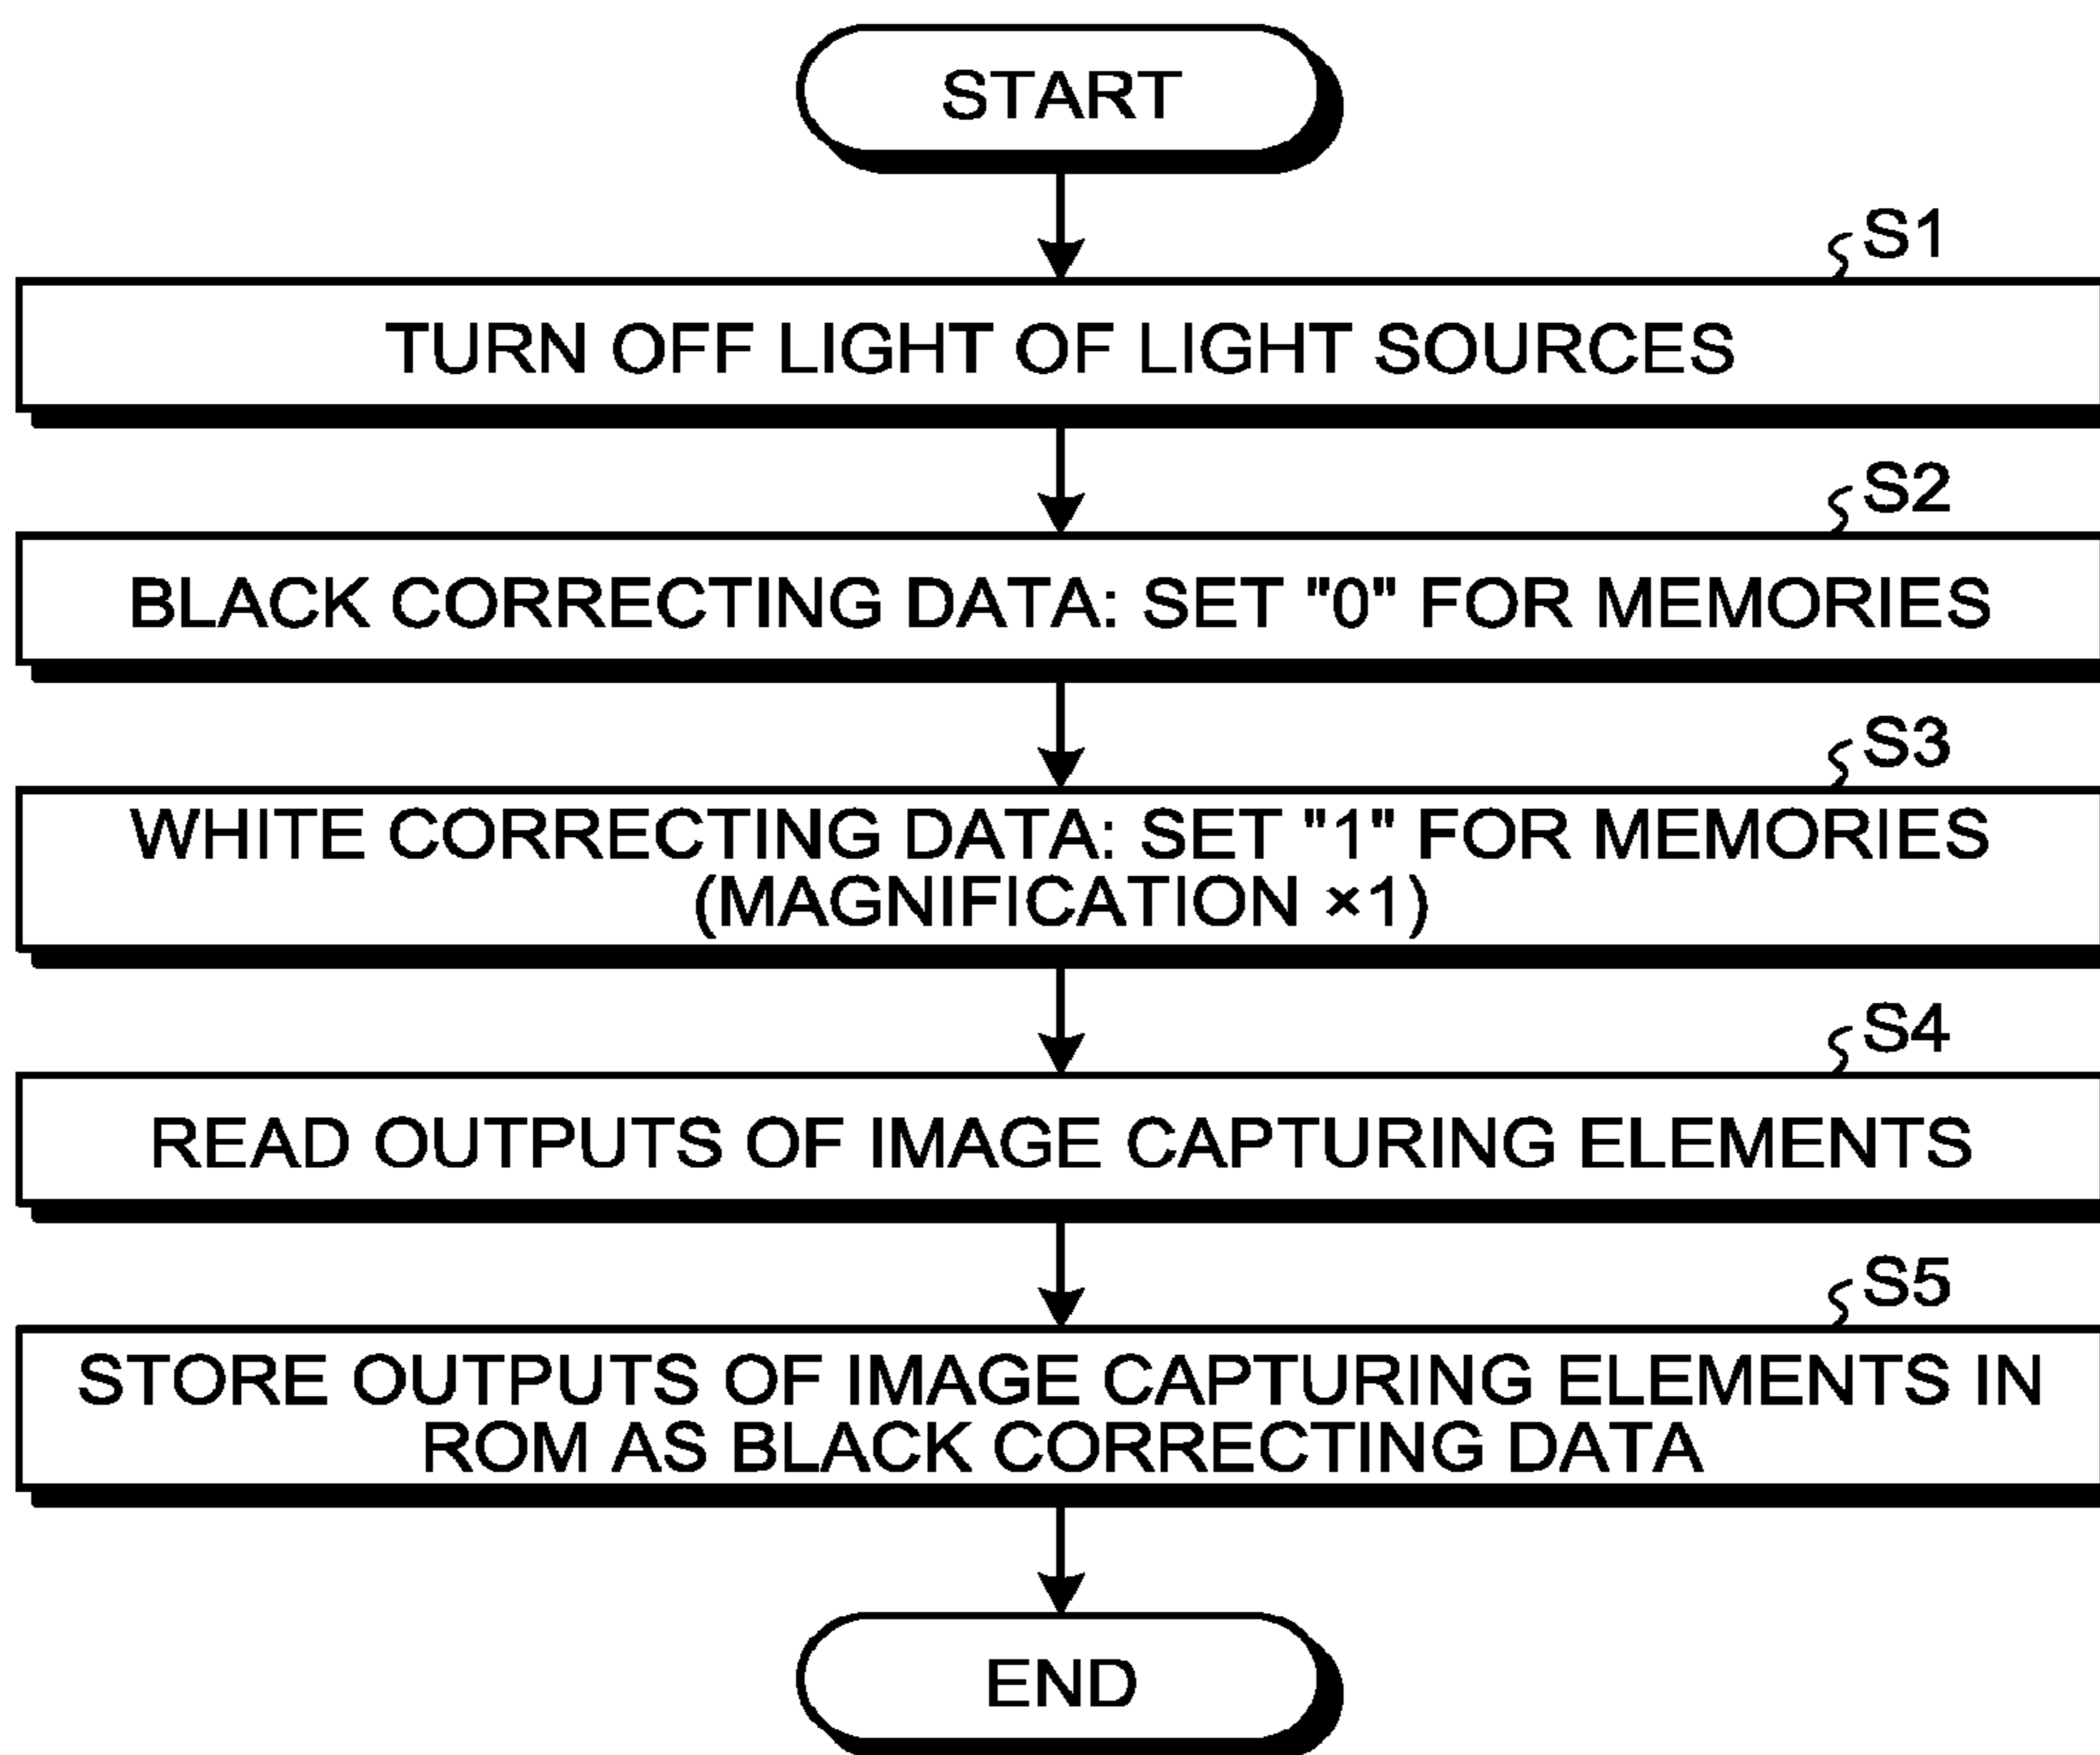 START
S1
TURN OFF LIGHT OF LIGHT SOURCES
S2
BLACK CORRECTING DATA: SET "0" FOR MEMORIES
S3
WHITE CORRECTING DATA: SET "1" FOR MEMORIES
(MAGNIFICATION ×1)
S4
READ OUTPUTS OF IMAGE CAPTURING ELEMENTS
S5
STORE OUTPUTS OF IMAGE CAPTURING ELEMENTS IN
ROM AS BLACK CORRECTING DATA
END